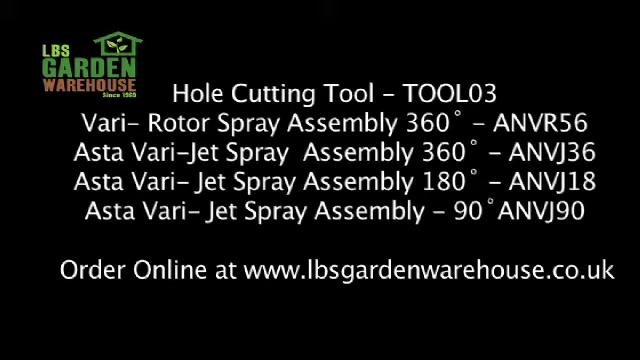 LBS
GARDEN
WAREHOUSE
Since 1969
Hole Cutting Tool - TOOL03
Vari- Rotor Spray Assembly 360° - ANVR56
Asta Vari-Jet Spray  Assembly 360° - ANVJ36
Asta Vari- Jet Spray Assembly 180° - ANVJ18
Asta Vari- Jet Spray Assembly - 90°ANVJ90
Order Online at www.lbsgardenwarehouse.co.uk